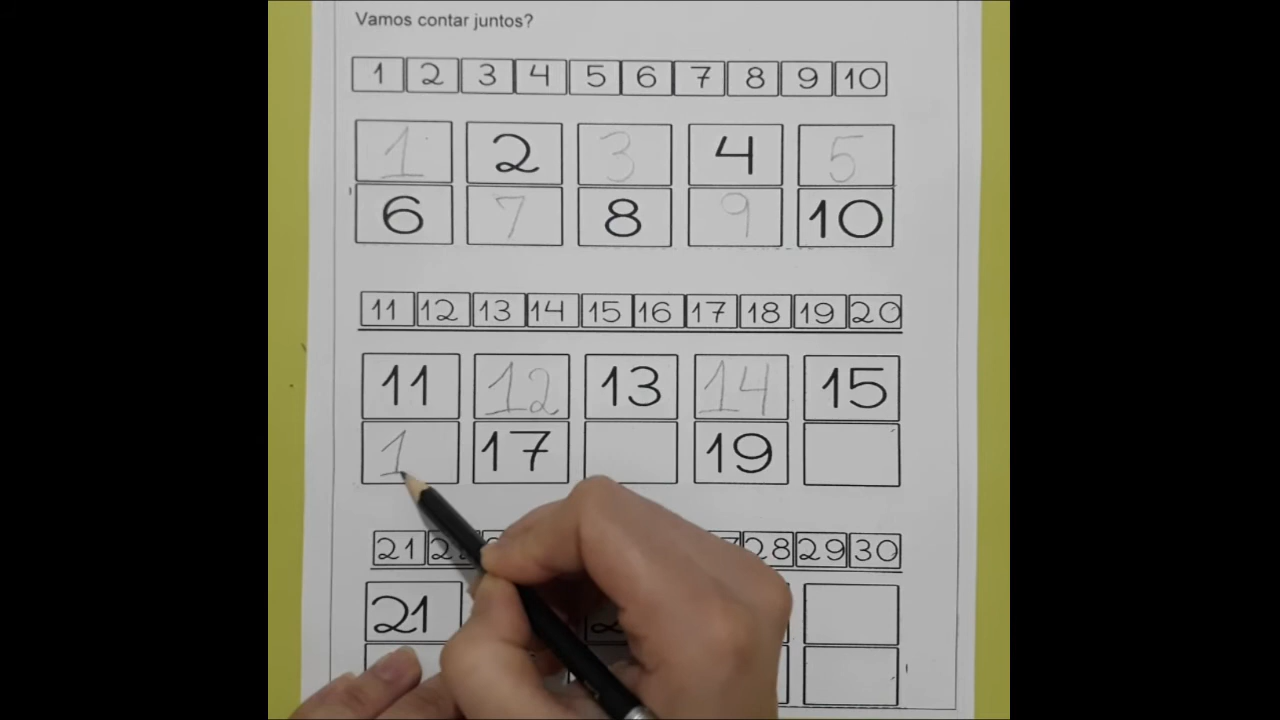 Vamos contar juntos?
1 2 3 4 5 6 7 8 9 10
1 2 3 4 5
6 7 8 9 10
11 12 13 14 15 16 17 18 19 20
11 12 13 14 15
1 17 19
21 28 29 30
21